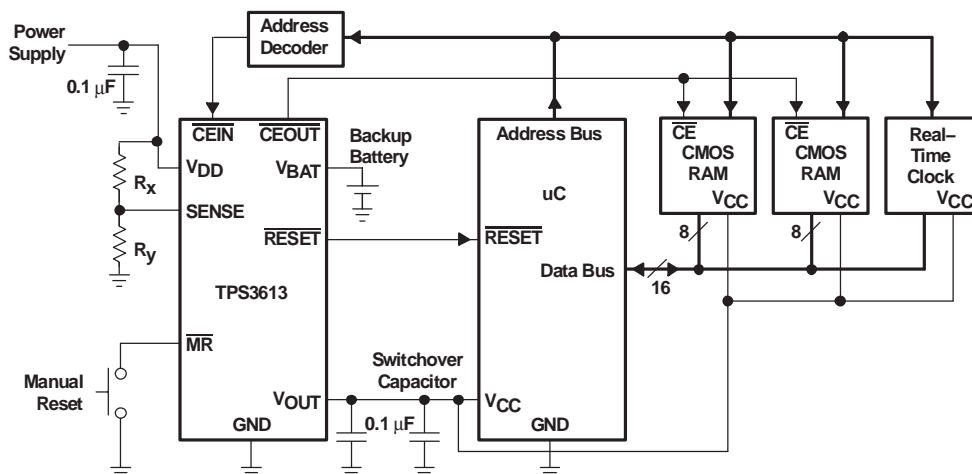 Power
Supply
0.1 μF
Address
Decoder
CEIN
CEOUT
VDD
VBAT
Backup
Battery
Rx
SENSE
Ry
RESET
TPS3613
MR
Manual
Reset
VOUT
GND
Switchover
Capacitor
0.1 μF
Address Bus
uC
RESET
Data Bus
16
VCC
GND
CE
CMOS
RAM
VCC
8
CE
CMOS
RAM
VCC
8
Real–
Time
Clock
VCC